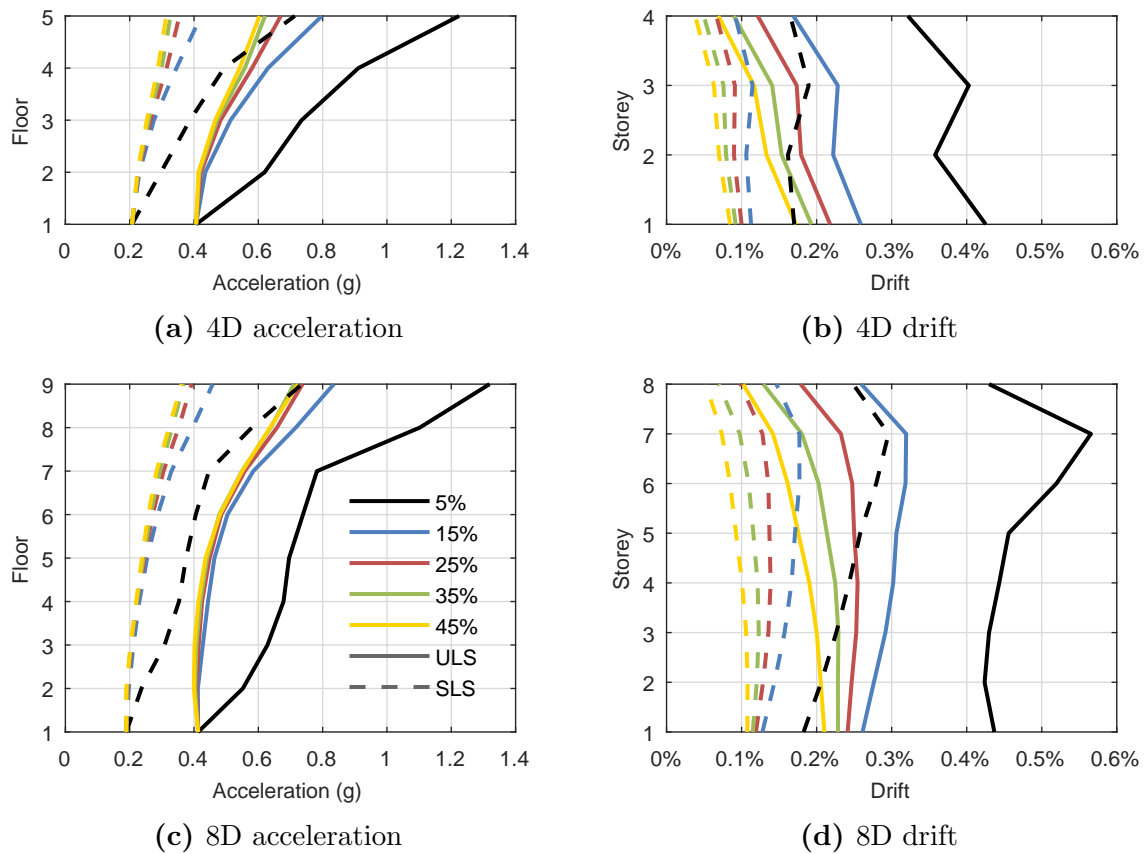 5
4
3
2
1
Floor
0 0.2 0.4 0.6 0.8 1 1.2 1.4
Acceleration (g)
(a) 4D acceleration
4
3
2
1
Storey
0% 0.1% 0.2% 0.3% 0.4% 0.5% 0.6%
Drift
(b) 4D drift
9
8
7
6
5
4
3
2
1
Floor
5%
15%
25%
35%
45%
ULS
SLS
0 0.2 0.4 0.6 0.8 1 1.2 1.4
Acceleration (g)
(c) 8D acceleration
8
7
6
5
4
3
2
1
Storey
0% 0.1% 0.2% 0.3% 0.4% 0.5% 0.6%
Drift
(d) 8D drift